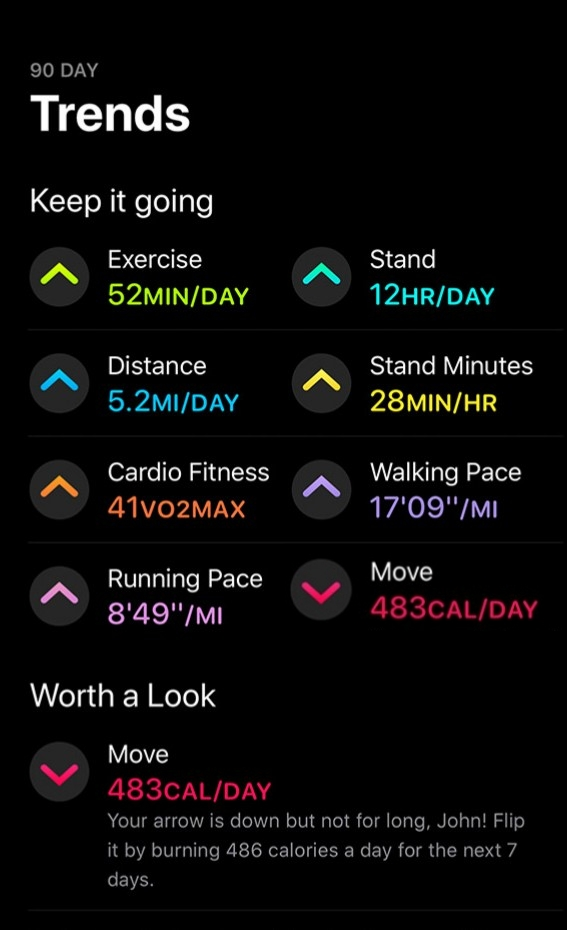 90 DAY
Trends
Keep it going
Exercise
52MIN/DAY
Stand
12HR/DAY
Distance
5.2MI/DAY
Stand Minutes
28MIN/HR
Cardio Fitness
41VO2MAX
Walking Pace
17'09''/MI
Running Pace
8'49''/MI
Move
483CAL/DAY
Worth a Look
Move
483CAL/DAY
Your arrow is down but not for long, John! Flip
it by burning 486 calories a day for the next 7
days.